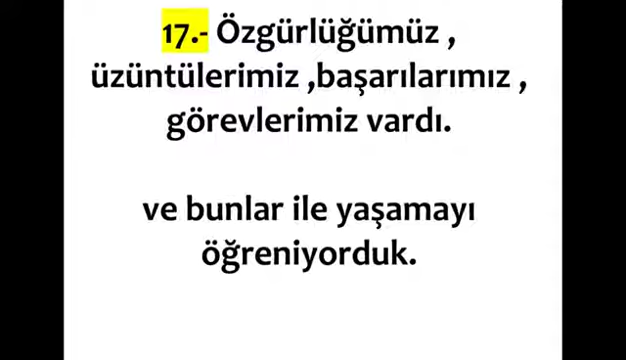 17.- Özgürlüğümüz ,
üzüntülerimiz ,başarılarımız ,
görevlerimiz vardı.
ve bunlar ile yaşamayı
öğreniyorduk.